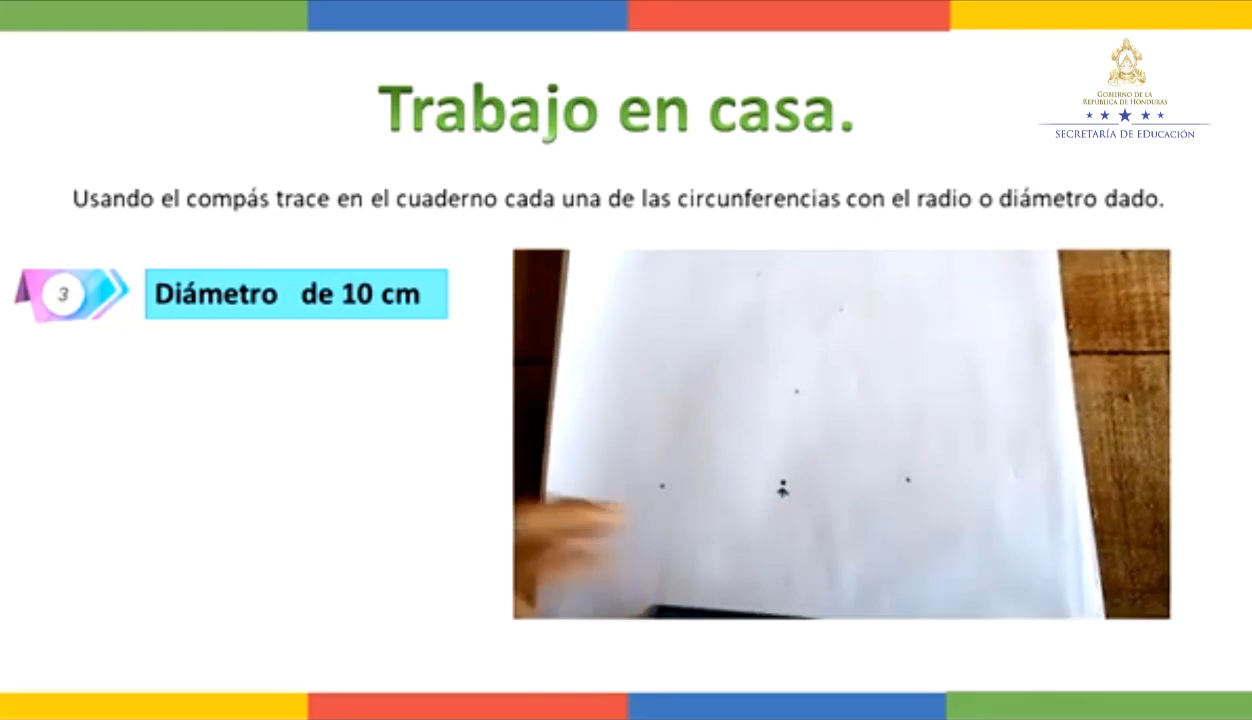 Trabajo en casa.
GOBIERNO DE LA
REPÚBLICA DE HONDURAS
SECRETARÍA DE EDUCACIÓN
Usando el compás trace en el cuaderno cada una de las circunferencias con el radio o diámetro dado.
3
Diámetro de 10 cm